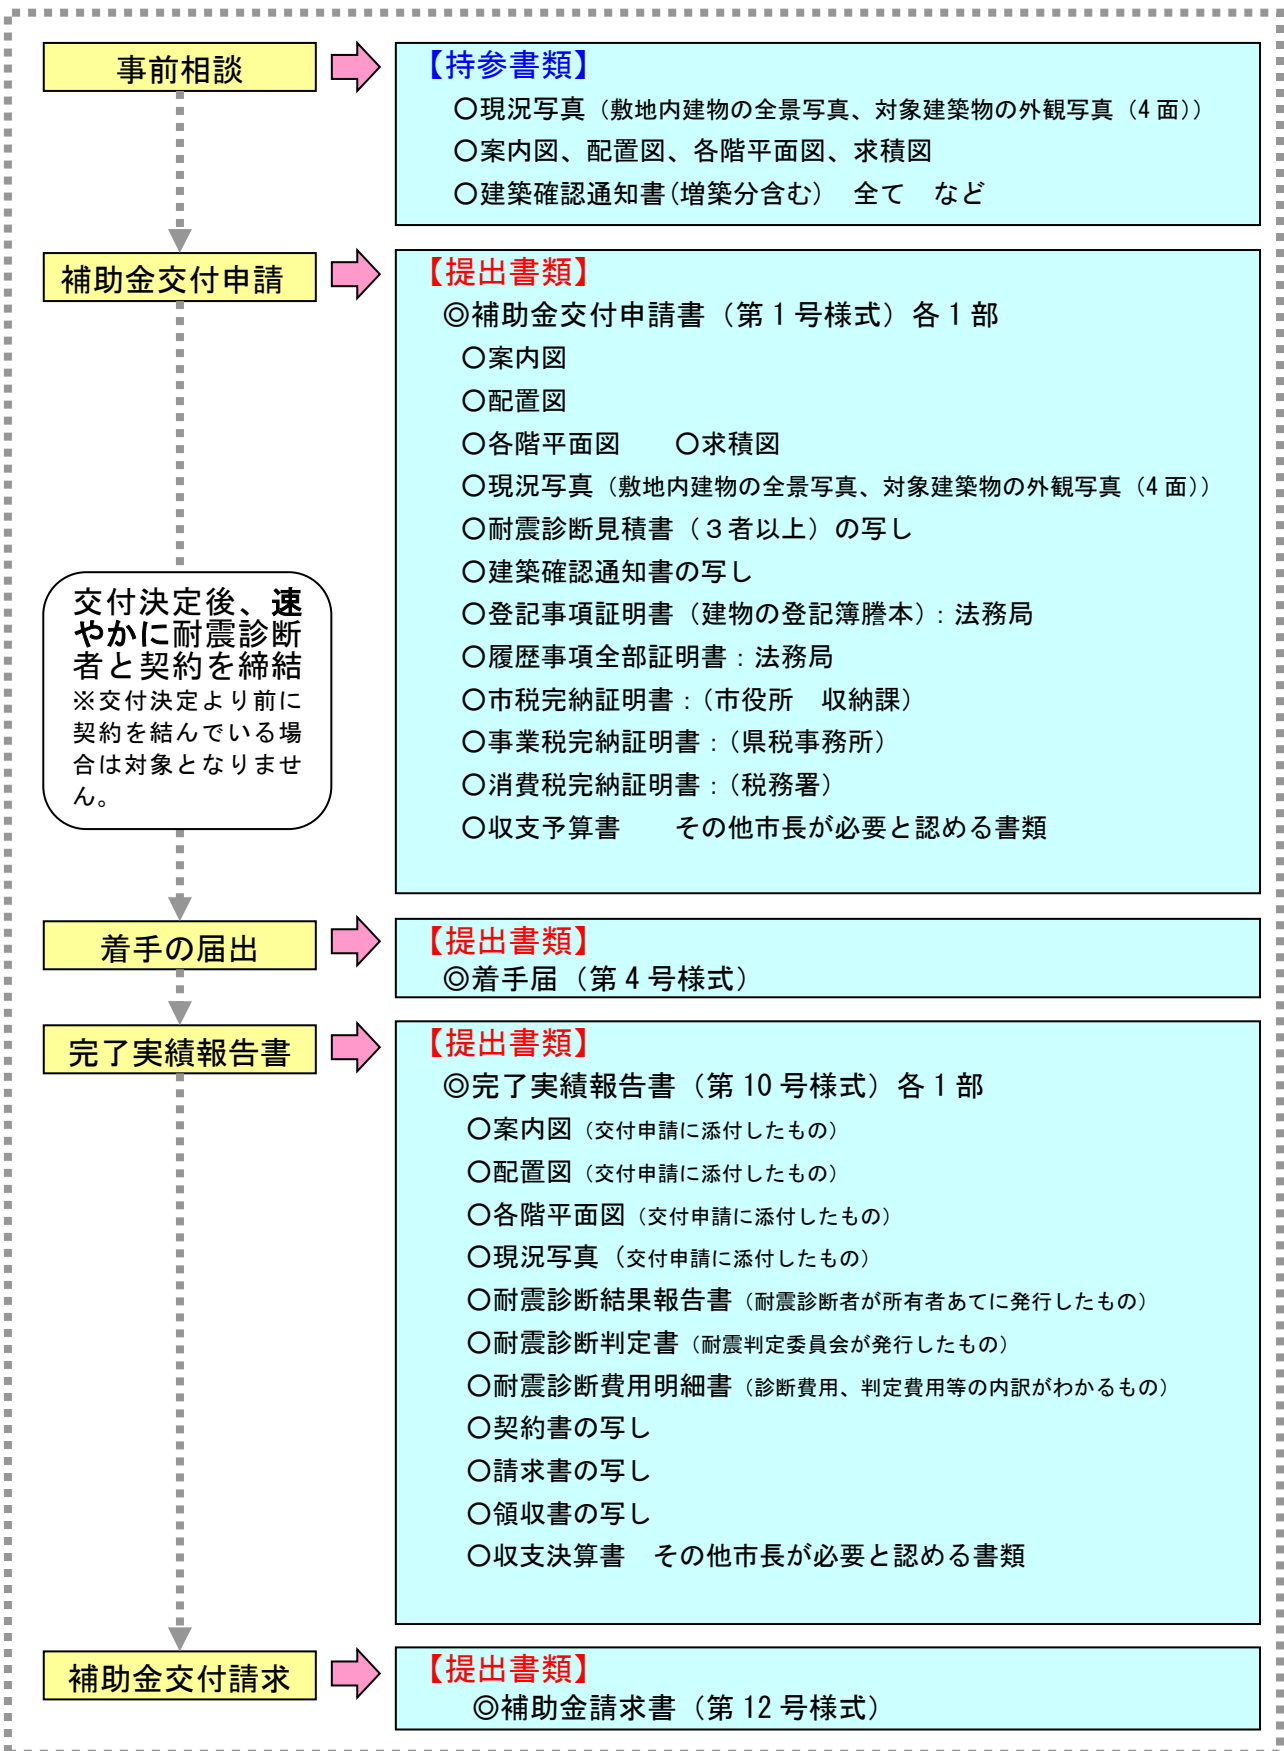 事前相談
【持参書類】
〇現況写真（敷地内建物の全景写真、対象建築物の外観写真（4面））
〇案内図、配置図、各階平面図、求積図
〇建築確認通知書(増築分含む)　全て　など
補助金交付申請
【提出書類】
◎補助金交付申請書（第1号様式）各1部
〇案内図
〇配置図
〇各階平面図　　〇求積図
〇現況写真（敷地内建物の全景写真、対象建築物の外観写真（4面））
〇耐震診断見積書（３者以上）の写し
〇建築確認通知書の写し
〇登記事項証明書（建物の登記簿謄本）：法務局
〇履歴事項全部証明書：法務局
〇市税完納証明書：（市役所　収納課）
〇事業税完納証明書：（県税事務所）
〇消費税完納証明書：（税務署）
〇収支予算書　　その他市長が必要と認める書類
交付決定後、速
やかに耐震診断
者と契約を締結
※交付決定より前に
契約を結んでいる場
合は対象となりませ
ん。
着手の届出
【提出書類】
◎着手届（第4号様式）
完了実績報告書
【提出書類】
◎完了実績報告書（第10号様式）各1部
〇案内図（交付申請に添付したもの）
〇配置図（交付申請に添付したもの）
〇各階平面図（交付申請に添付したもの）
〇現況写真（交付申請に添付したもの）
〇耐震診断結果報告書（耐震診断者が所有者あてに発行したもの）
〇耐震診断判定書（耐震判定委員会が発行したもの）
〇耐震診断費用明細書（診断費用、判定費用等の内訳がわかるもの）
〇契約書の写し
〇請求書の写し
〇領収書の写し
〇収支決算書　その他市長が必要と認める書類
補助金交付請求
【提出書類】
◎補助金請求書（第12号様式）